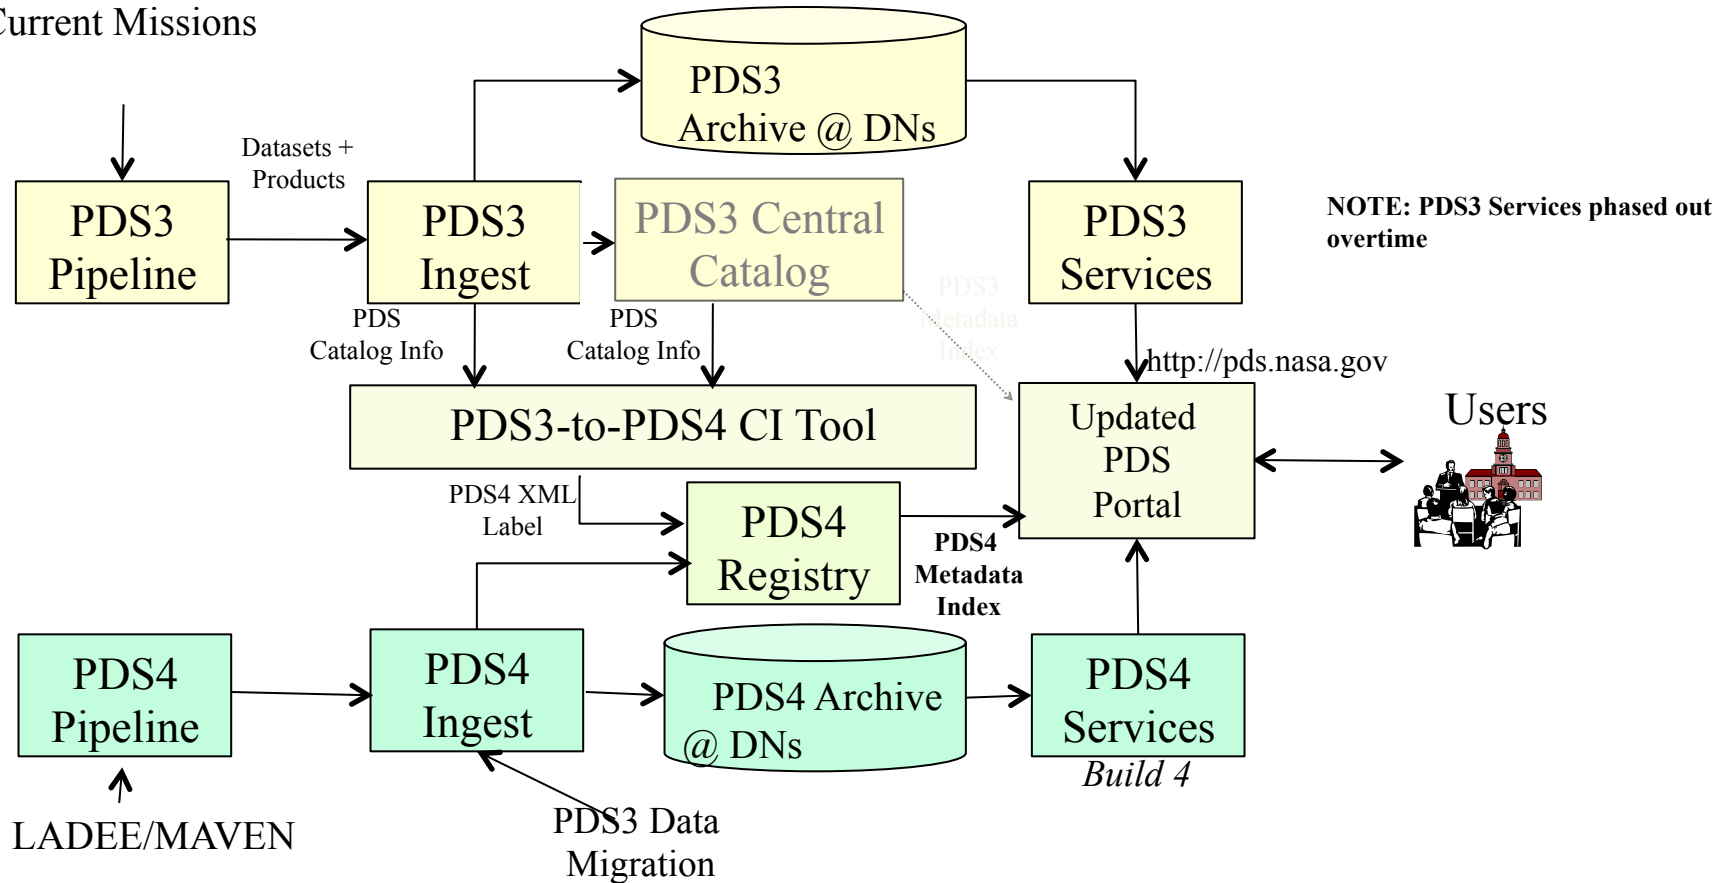 Current Missions
PDS3
Archive @ DNs
Datasets +
Products
PDS3
Pipeline
PDS3
Ingest
PDS3 Central
Catalog
PDS3
Services
NOTE: PDS3 Services phased out
overtime
PDS3
Metadata
Index
PDS
Catalog Info
PDS
Catalog Info
http://pds.nasa.gov
PDS3-to-PDS4 CI Tool
Updated
PDS
Portal
Users
PDS4 XML
Label
PDS4
Registry
PDS4
Metadata
Index
PDS4
Pipeline
PDS4
Ingest
PDS4 Archive
@ DNs
PDS4
Services
Build 4
LADEE/MAVEN
PDS3 Data
Migration